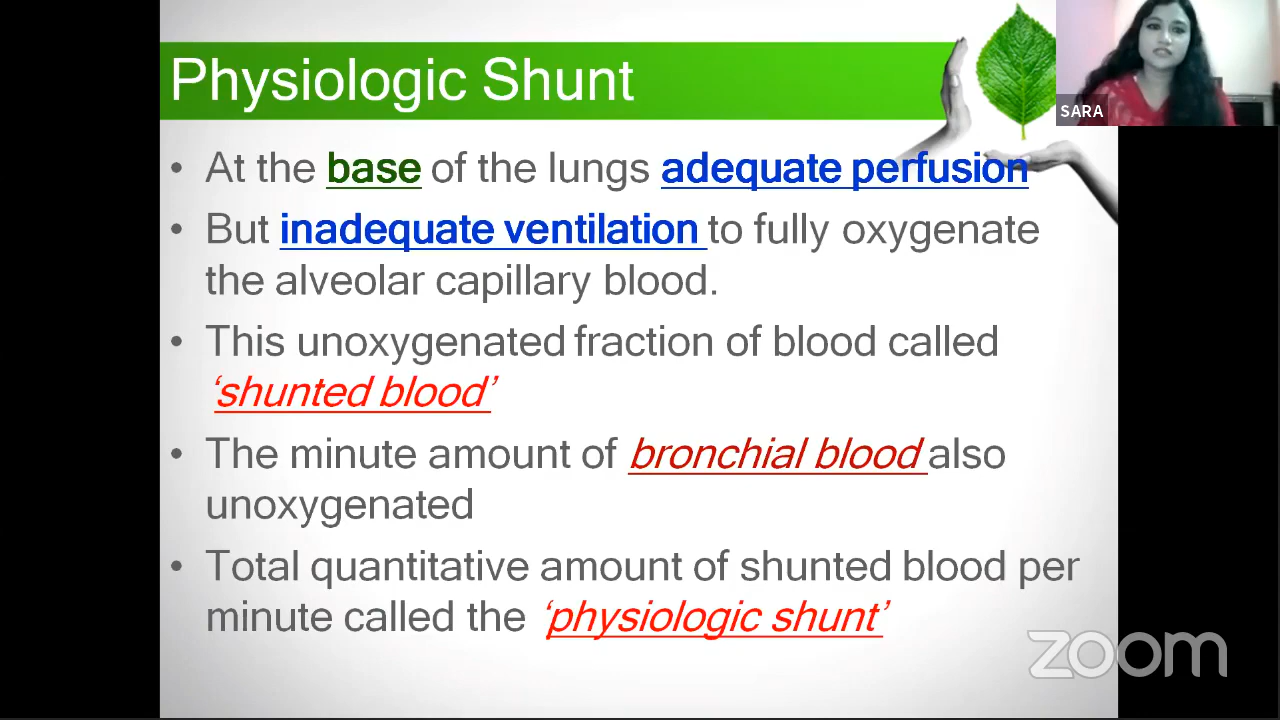 Physiologic Shunt
SARA
• At the base of the lungs adequate perfusion
• But inadequate ventilation to fully oxygenate
the alveolar capillary blood.
• This unoxygenated fraction of blood called
‘shunted blood’
• The minute amount of bronchial blood also
unoxygenated
• Total quantitative amount of shunted blood per
minute called the ‘physiologic shunt’
zoom